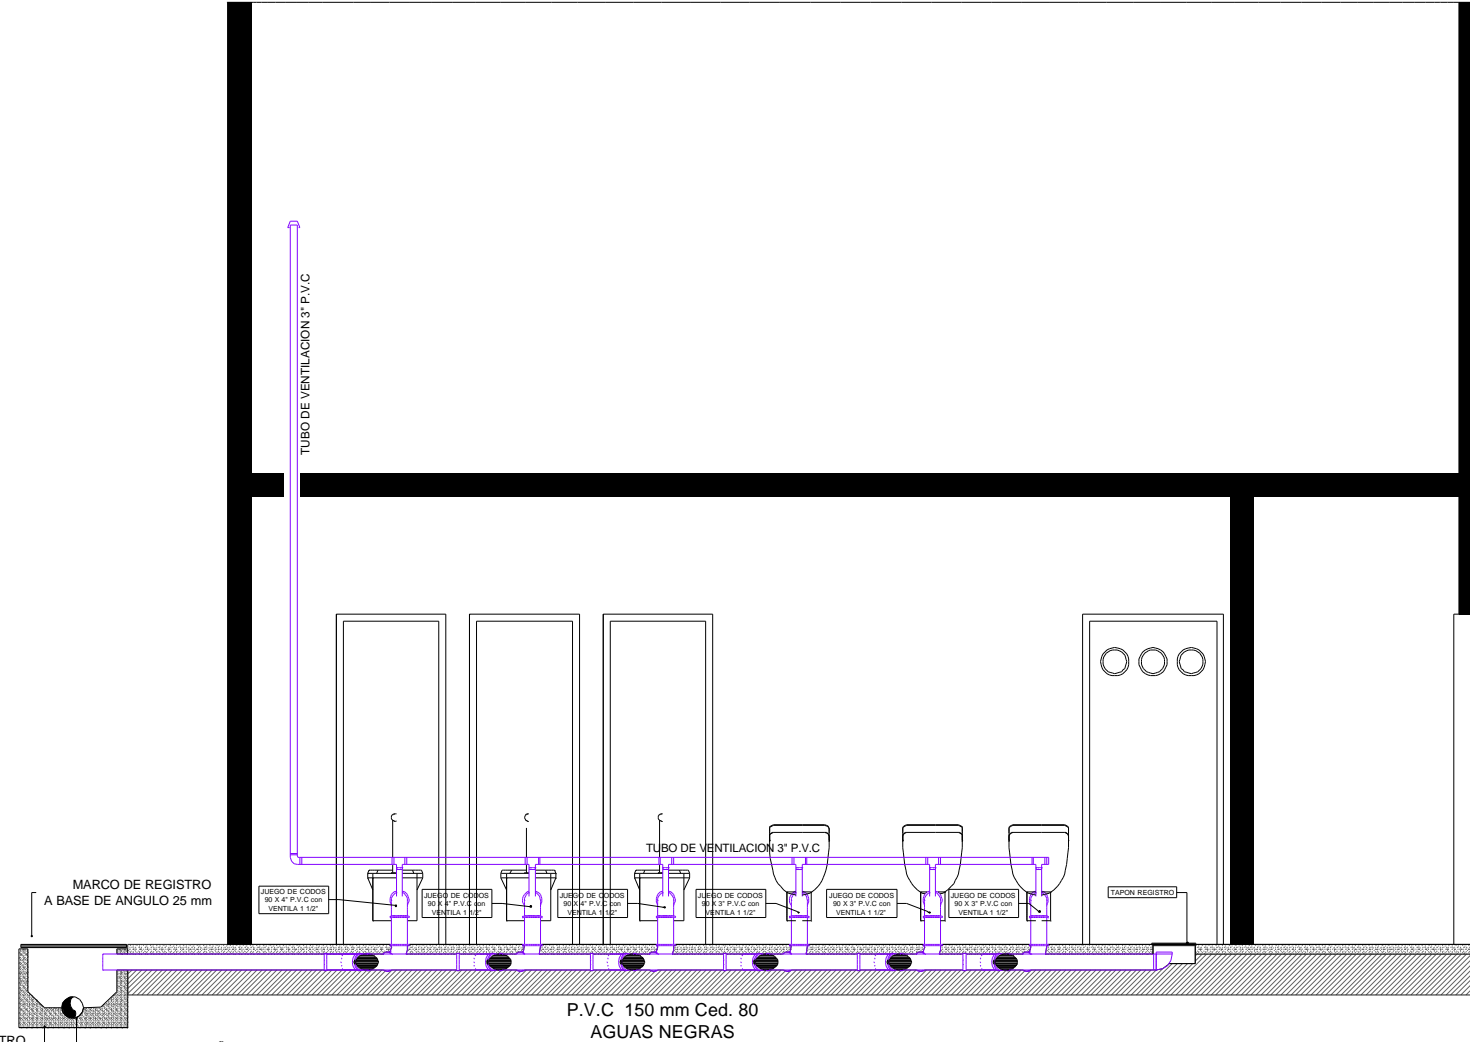 TUBO DE VENTILACION 3" P.V.C
TUBO DE VENTILACION 3" P.V.C
MARCO DE REGISTRO
A BASE DE ANGULO 25 mm
JUEGO DE CODOS
90 X 4" P.V.C con
VENTILA 1 1/2"
JUEGO DE CODOS
90 X 4" P.V.C con
VENTILA 1 1/2"
JUEGO DE CODOS
90 X 4" P.V.C con
VENTILA 1 1/2"
JUEGO DE CODOS
90 X 3" P.V.C con
VENTILA 1 1/2"
JUEGO DE CODOS
90 X 3" P.V.C con
VENTILA 1 1/2"
JUEGO DE CODOS
90 X 3" P.V.C con
VENTILA 1 1/2"
TAPON REGISTRO
P.V.C 150 mm Ced. 80
AGUAS NEGRAS